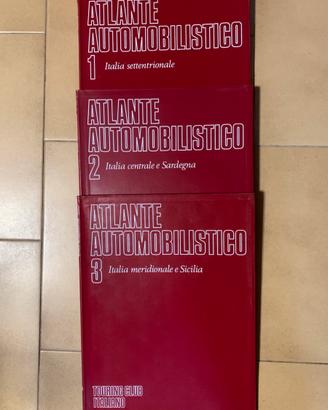 ATLANTE
AUTOMOBILISTICO
1 Italia settentrionale
ATLANTE
AUTOMOBILISTICO
2 Italia centrale e Sardegna
ATLANTE
AUTOMOBILISTICO
3 Italia meridionale e Sicilia
TOURING CLUB
ITALIANO